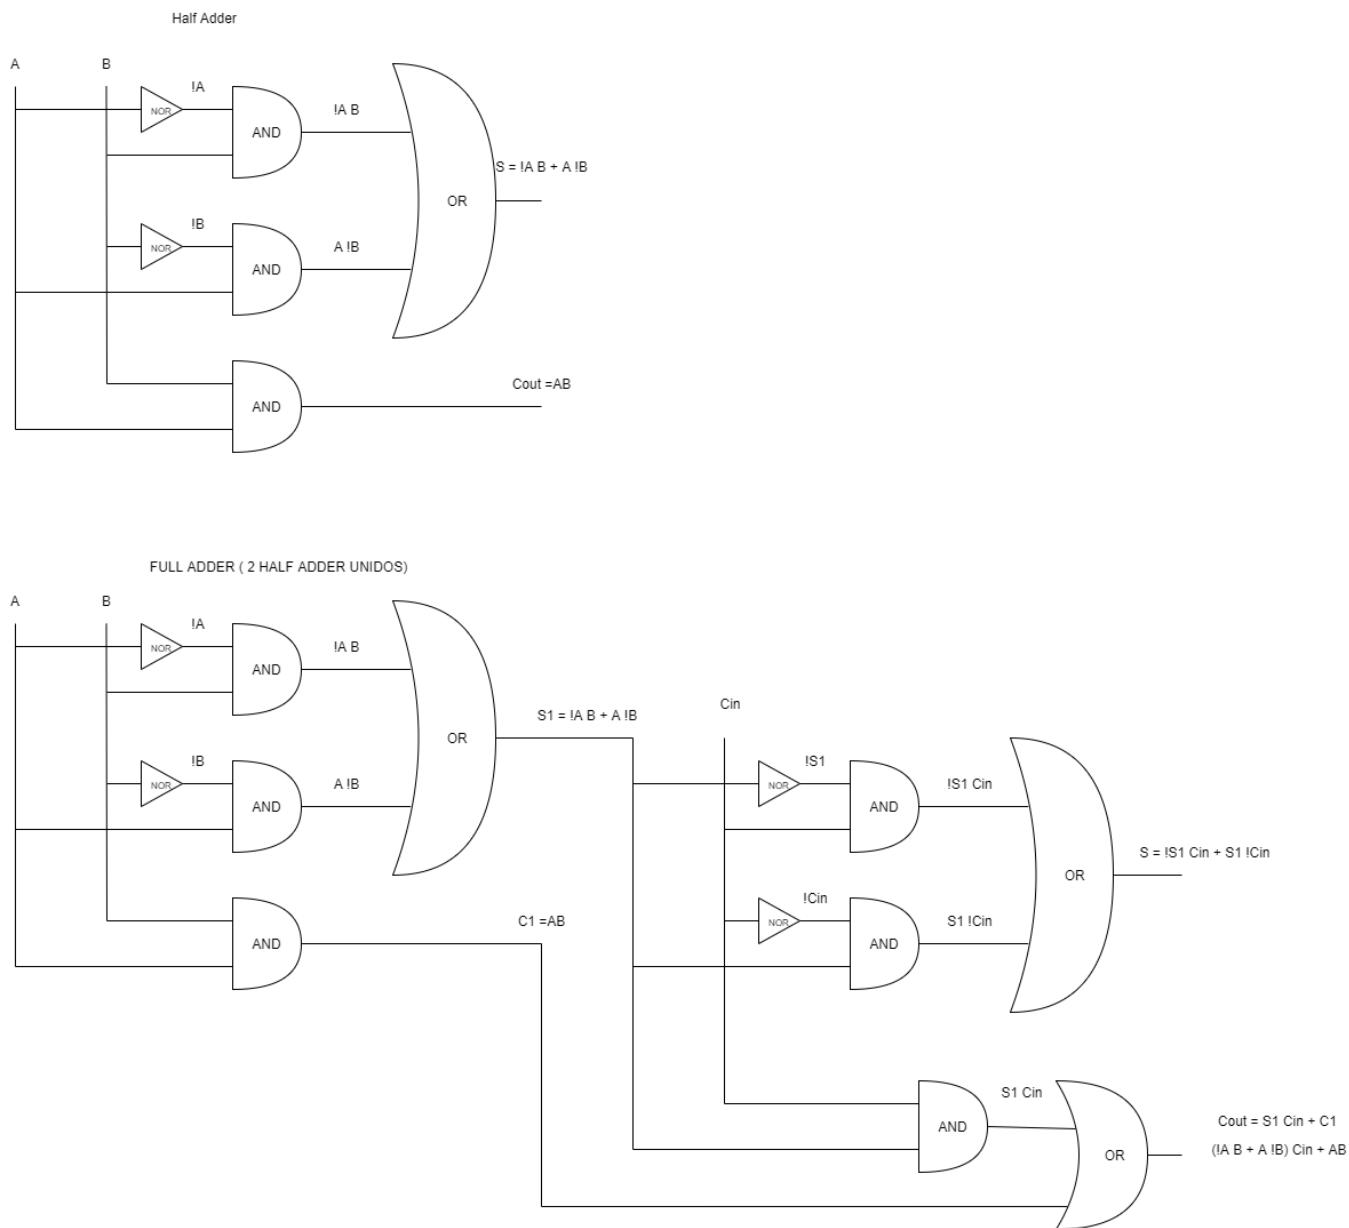 Half Adder
A
B
NOR
!A
AND
!A B
NOR
!B
AND
A !B
OR
S = !A B + A !B
AND
Cout =AB
FULL ADDER ( 2 HALF ADDER UNIDOS)
A
B
NOR
!A
AND
!A B
NOR
!B
AND
A !B
OR
S1 = !A B + A !B
AND
C1 =AB
Cin
NOR
!S1
AND
!S1 Cin
NOR
!Cin
AND
S1 !Cin
OR
S = !S1 Cin + S1 !Cin
AND
S1 Cin
OR
Cout = S1 Cin + C1
(!A B + A !B) Cin + AB